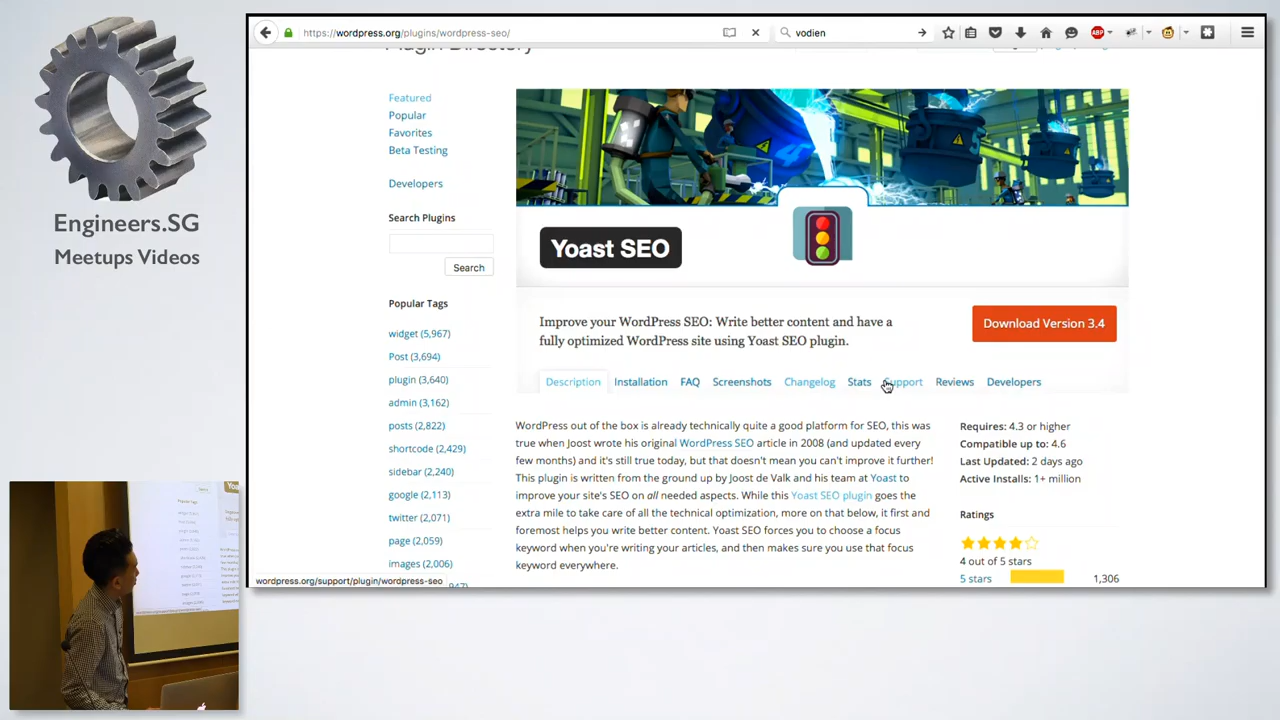 Engineers.SG
Meetups Videos
https://wordpress.org/plugins/wordpress-seo/
vodien
ABP
Featured
Popular
Favorites
Beta Testing
Developers
Search Plugins
Search
Popular Tags
widget (5,967)
Post (3,694)
plugin (3,640)
admin (3,162)
posts (2,822)
shortcode (2,429)
sidebar (2,240)
google (2,113)
twitter (2,071)
page (2,059)
images (2,006)
wordpress.org/support/plugin/wordpress-seo
Yoast SEO
Improve your WordPress SEO: Write better content and have a
fully optimized WordPress site using Yoast SEO plugin.
Download Version 3.4
Description Installation FAQ Screenshots Changelog Stats Support Reviews Developers
WordPress out of the box is already technically quite a good platform for SEO, this was
true when Joost wrote his original WordPress SEO article in 2008 (and updated every
few months) and it's still true today, but that doesn't mean you can't improve it further!
This plugin is written from the ground up by Joost de Valk and his team at Yoast to
improve your site's SEO on all needed aspects. While this Yoast SEO plugin goes the
extra mile to take care of all the technical optimization, more on that below, it first and
foremost helps you write better content. Yoast SEO forces you to choose a focus
keyword when you're writing your articles, and then makes sure you use that focus
keyword everywhere.
Requires: 4.3 or higher
Compatible up to: 4.6
Last Updated: 2 days ago
Active Installs: 1+ million
Ratings
4 out of 5 stars
5 stars 1,306